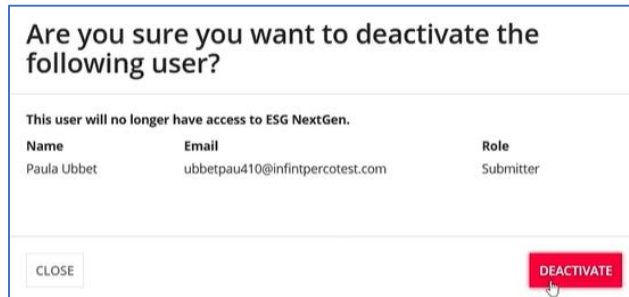 Are you sure you want to deactivate the
following user?
This user will no longer have access to ESG NextGen.
Name Email Role
Paula Ubbet ubbetpau410@infintpercotest.com Submitter
CLOSE DEACTIVATE